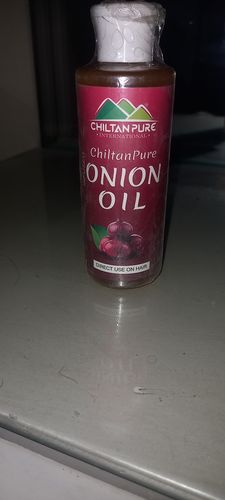 CHILTAN PURE
INTERNATIONAL
ChiltanPure
ONION
OIL
DIRECT USE ON HAIR